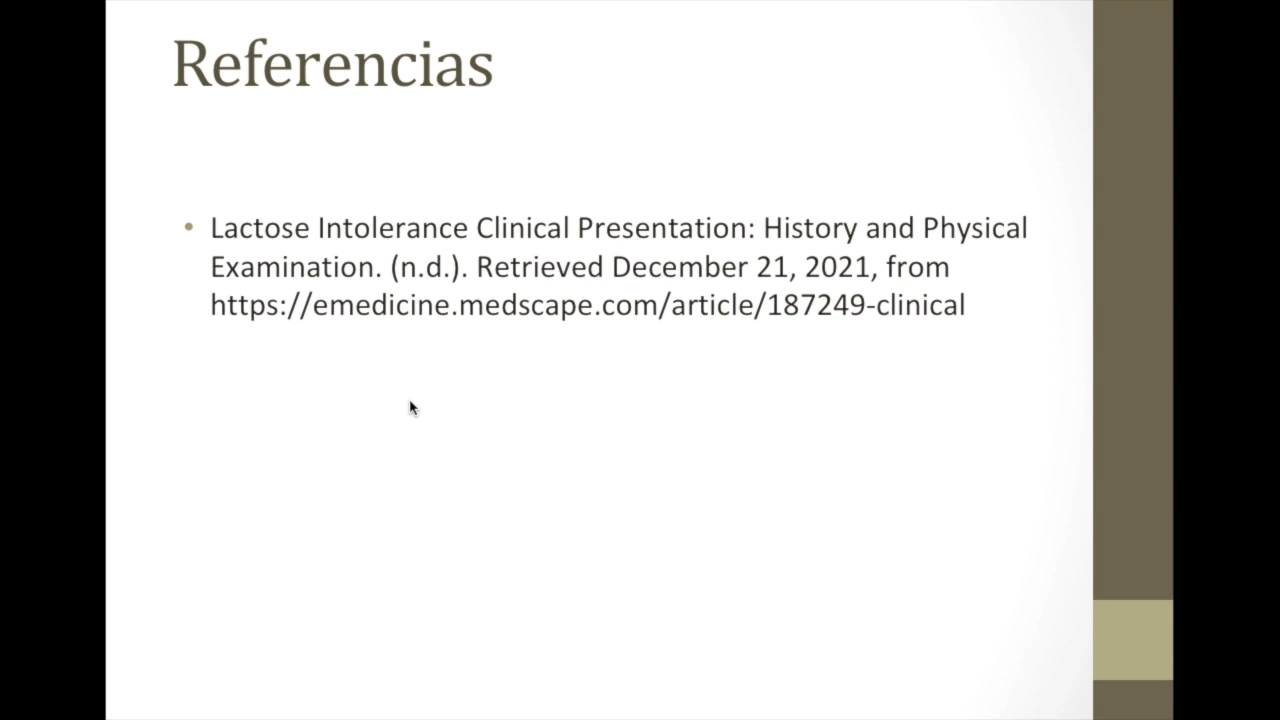 Referencias
• Lactose Intolerance Clinical Presentation: History and Physical
Examination. (n.d.). Retrieved December 21, 2021, from
https://emedicine.medscape.com/article/187249-clinical